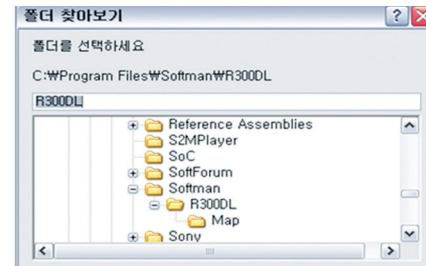 폴더 찾아보기
폴더를 선택하세요
C:₩Program Files₩Softman₩R300DL
R300DL
Reference Assemblies
S2MPlayer
SoC
SoftForum
Softman
R300DL
Map
Sony